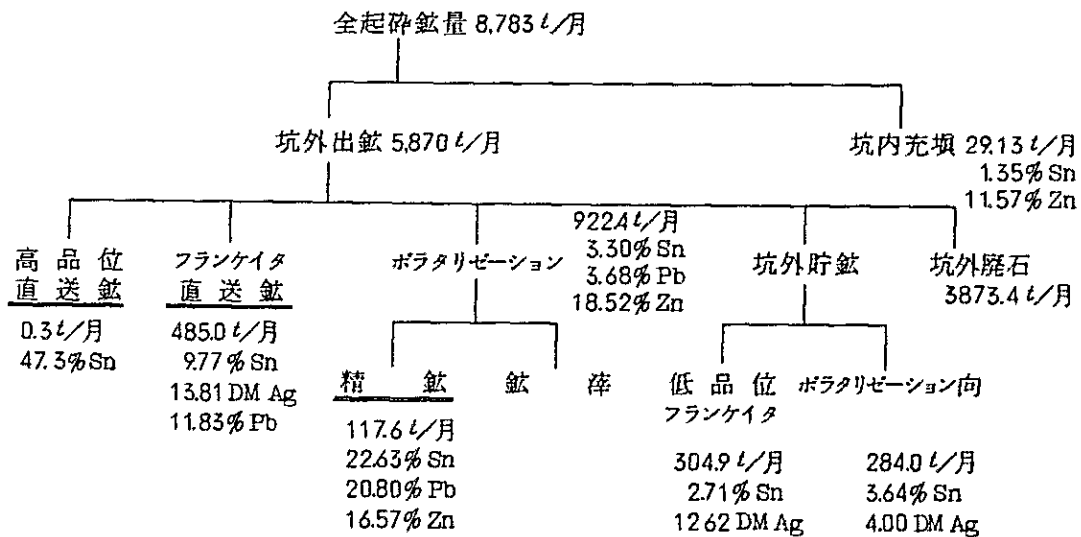 全起砕鉱量 8,783 t/月
坑外出鉱 5,870 t/月
坑内充塡 29.13 t/月
1.35% Sn
11.57% Zn
高品位
直送鉱
0.3 t/月
47.3% Sn
フランケイタ
直送鉱
485.0 t/月
9.77% Sn
13.81 DM Ag
11.83% Pb
ボラタリゼーション
922.4 t/月
3.30% Sn
3.68% Pb
18.52% Zn
坑外貯鉱
坑外廃石
3873.4 t/月
精鉱
117.6 t/月
22.63% Sn
20.80% Pb
16.57% Zn
鉱滓
低品位
フランケイタ
304.9 t/月
2.71% Sn
1262 DM Ag
ボラタリゼーション向
284.0 t/月
3.64% Sn
4.00 DM Ag